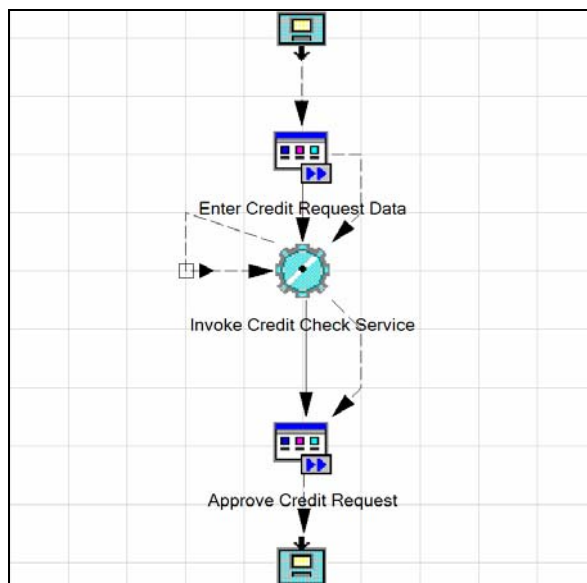 Enter Credit Request Data
Invoke Credit Check Service
Approve Credit Request